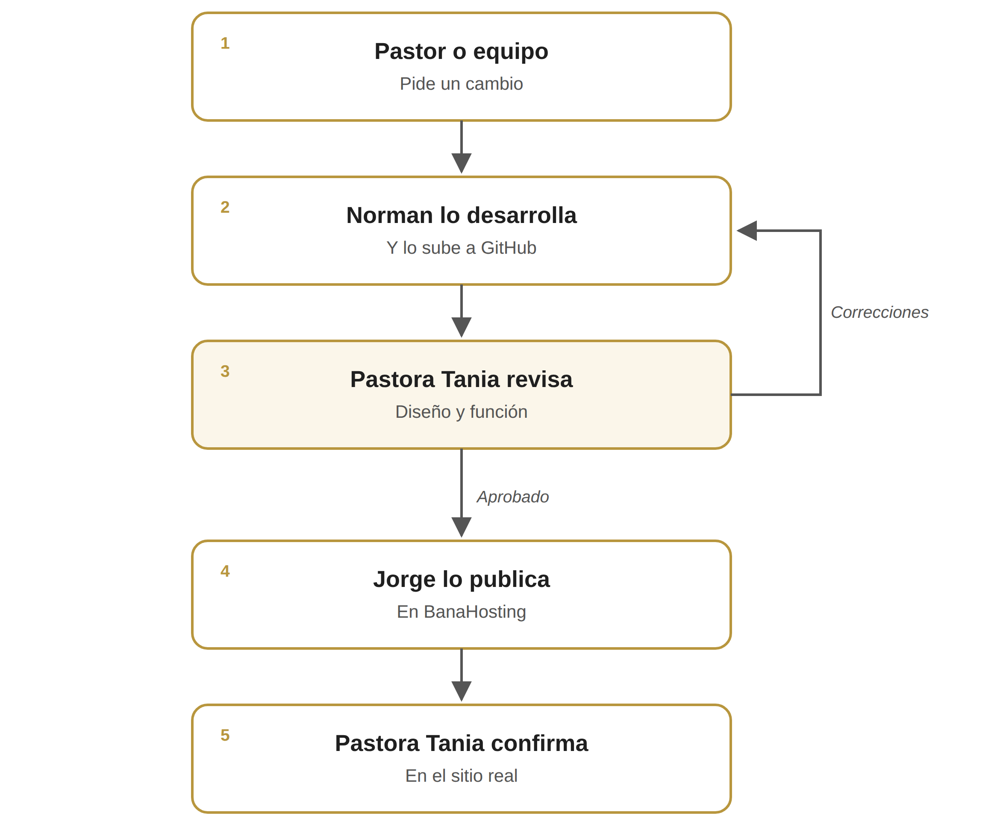 1
Pastor o equipo
Pide un cambio
2
Norman lo desarrolla
Y lo sube a GitHub
Correcciones
3
Pastora Tania revisa
Diseño y función
Aprobado
4
Jorge lo publica
En BanaHosting
5
Pastora Tania confirma
En el sitio real